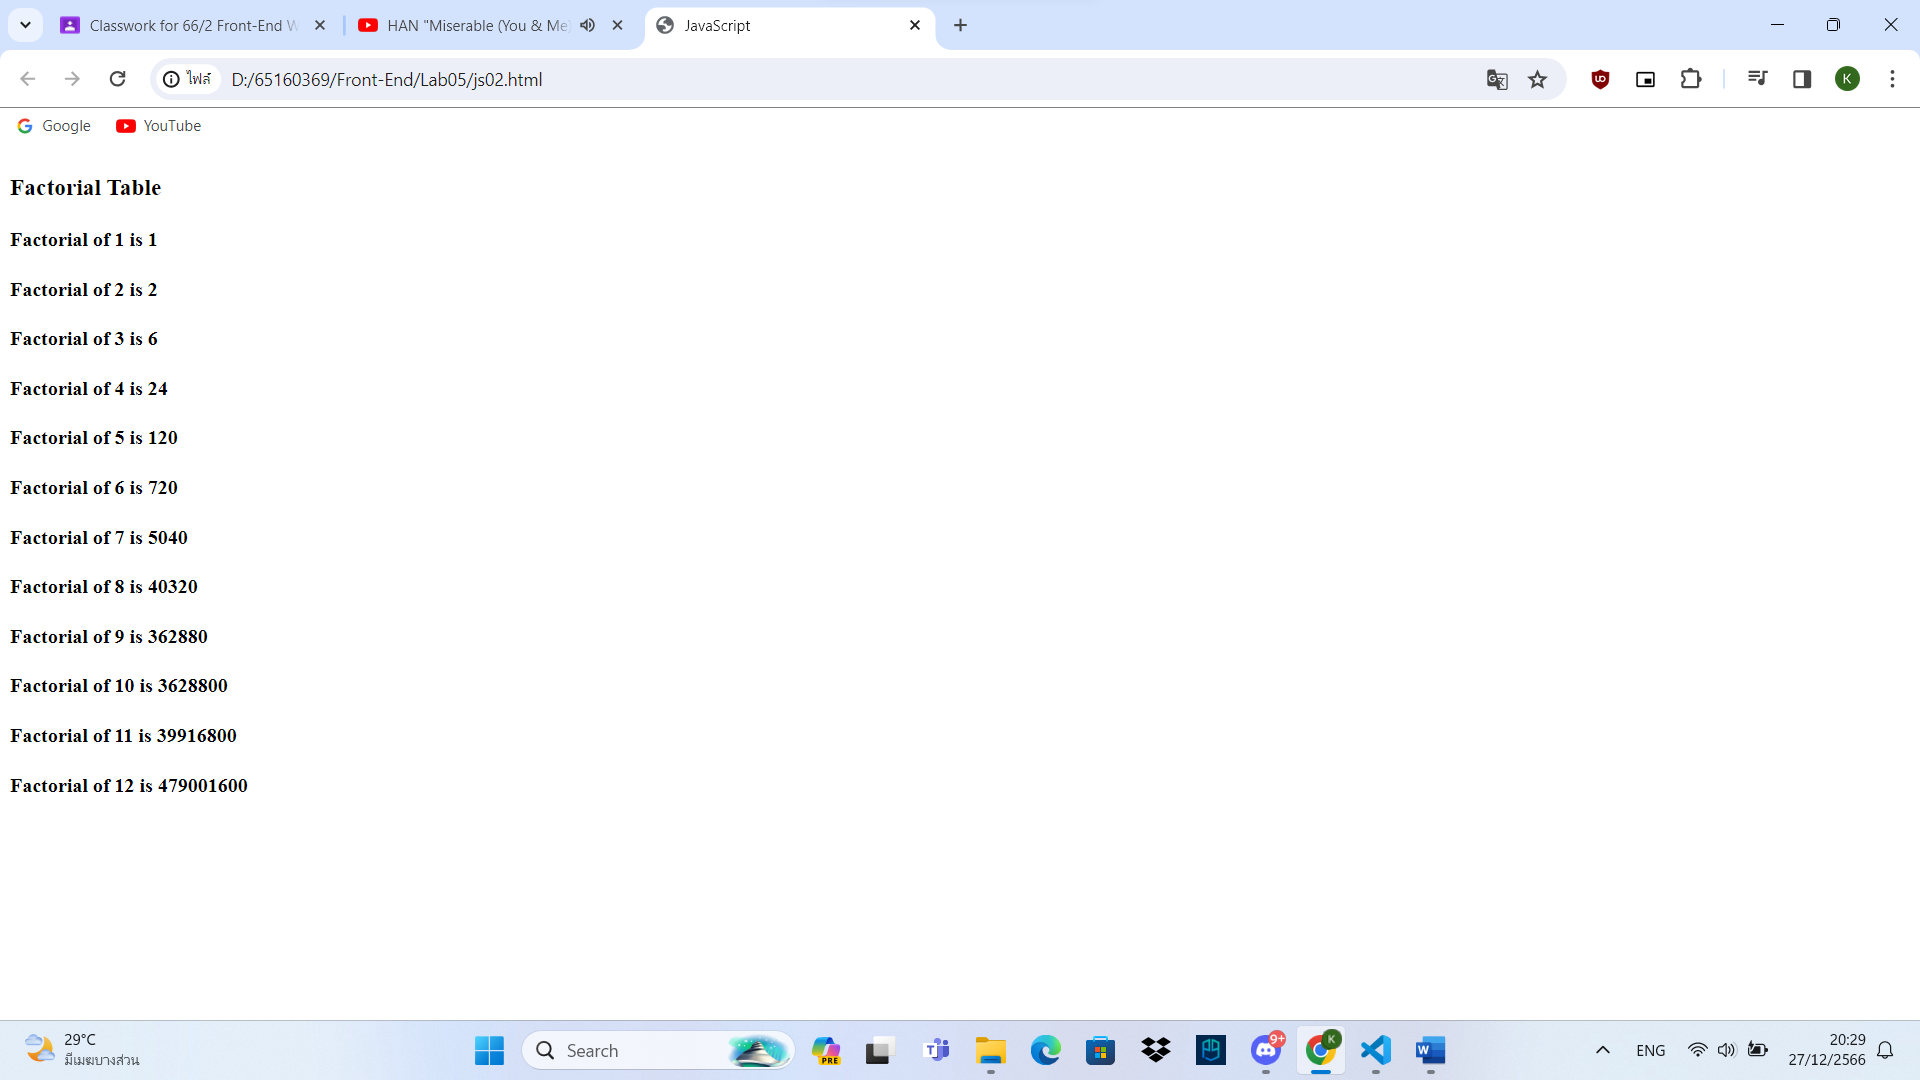 Classwork for 66/2 Front-End W
HAN "Miserable (You & Me)
JavaScript
ไฟล์
D:/65160369/Front-End/Lab05/js02.html
K
Google
YouTube
Factorial Table
Factorial of 1 is 1
Factorial of 2 is 2
Factorial of 3 is 6
Factorial of 4 is 24
Factorial of 5 is 120
Factorial of 6 is 720
Factorial of 7 is 5040
Factorial of 8 is 40320
Factorial of 9 is 362880
Factorial of 10 is 3628800
Factorial of 11 is 39916800
Factorial of 12 is 479001600
29°C
มีเมฆบางส่วน
Search
PRE
9+
K
ENG
20:29
27/12/2566